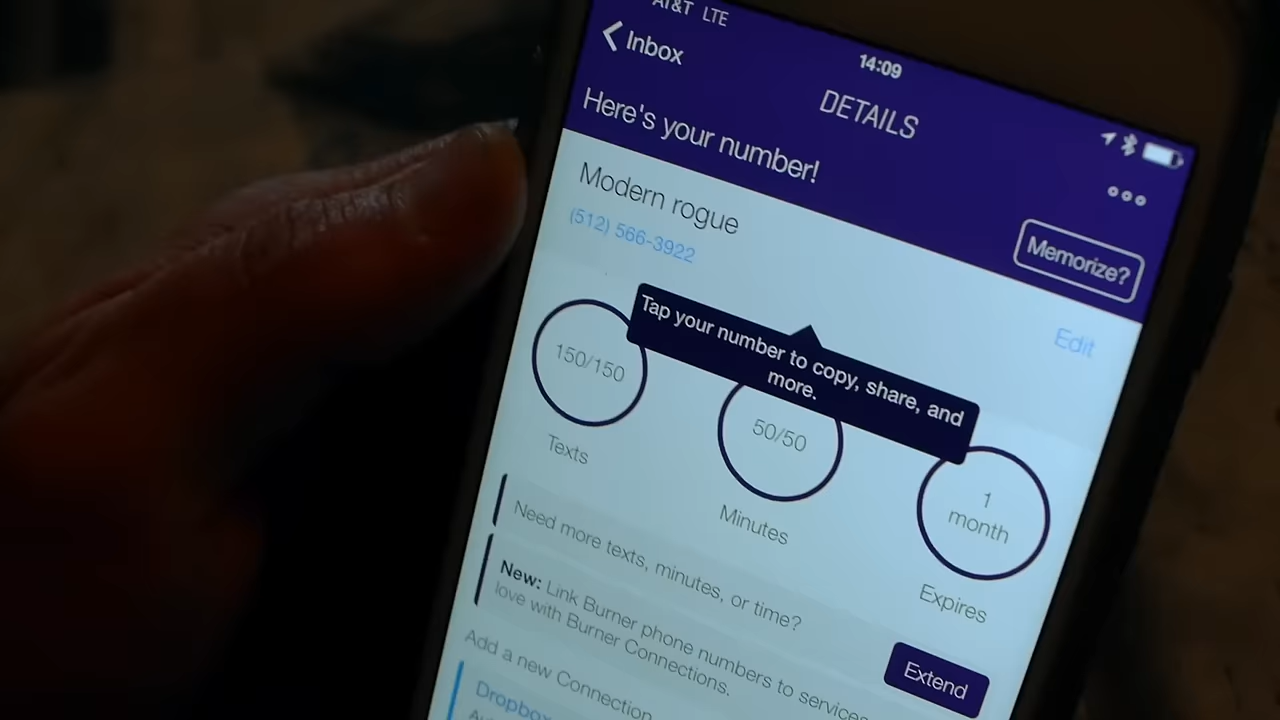 AT&T LTE
14:09
Inbox
DETAILS
Here's your number!
Memorize?
Modern rogue
(512) 566-3922
Edit
Tap your number to copy, share, and
more.
150/150
Texts
50/50
Minutes
1
month
Expires
Need more texts, minutes, or time?
Extend
New: Link Burner phone numbers to services
love with Burner Connections.
Add a new Connection
Dropbox